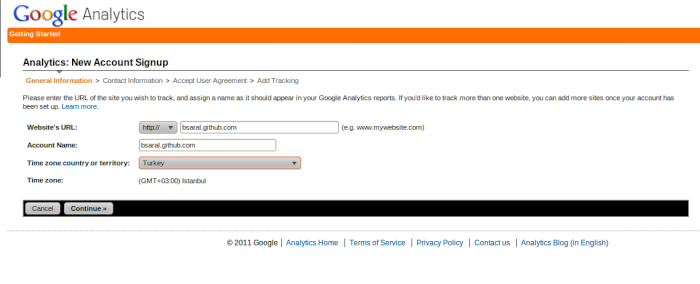 Google Analytics
Getting Started
Analytics: New Account Signup
General Information > Contact Information > Accept User Agreement > Add Tracking
Please enter the URL of the site you wish to track, and assign a name as it should appear in your Google Analytics reports. If you'd like to track more than one website, you can add more sites once your account has
been set up. Learn more.
Website's URL: http:// bsaral.github.com (e.g. www.mywebsite.com)
Account Name: bsaral.github.com
Time zone country or territory: Turkey
Time zone: (GMT+03:00) Istanbul
Cancel Continue »
© 2011 Google | Analytics Home | Terms of Service | Privacy Policy | Contact us | Analytics Blog (in English)